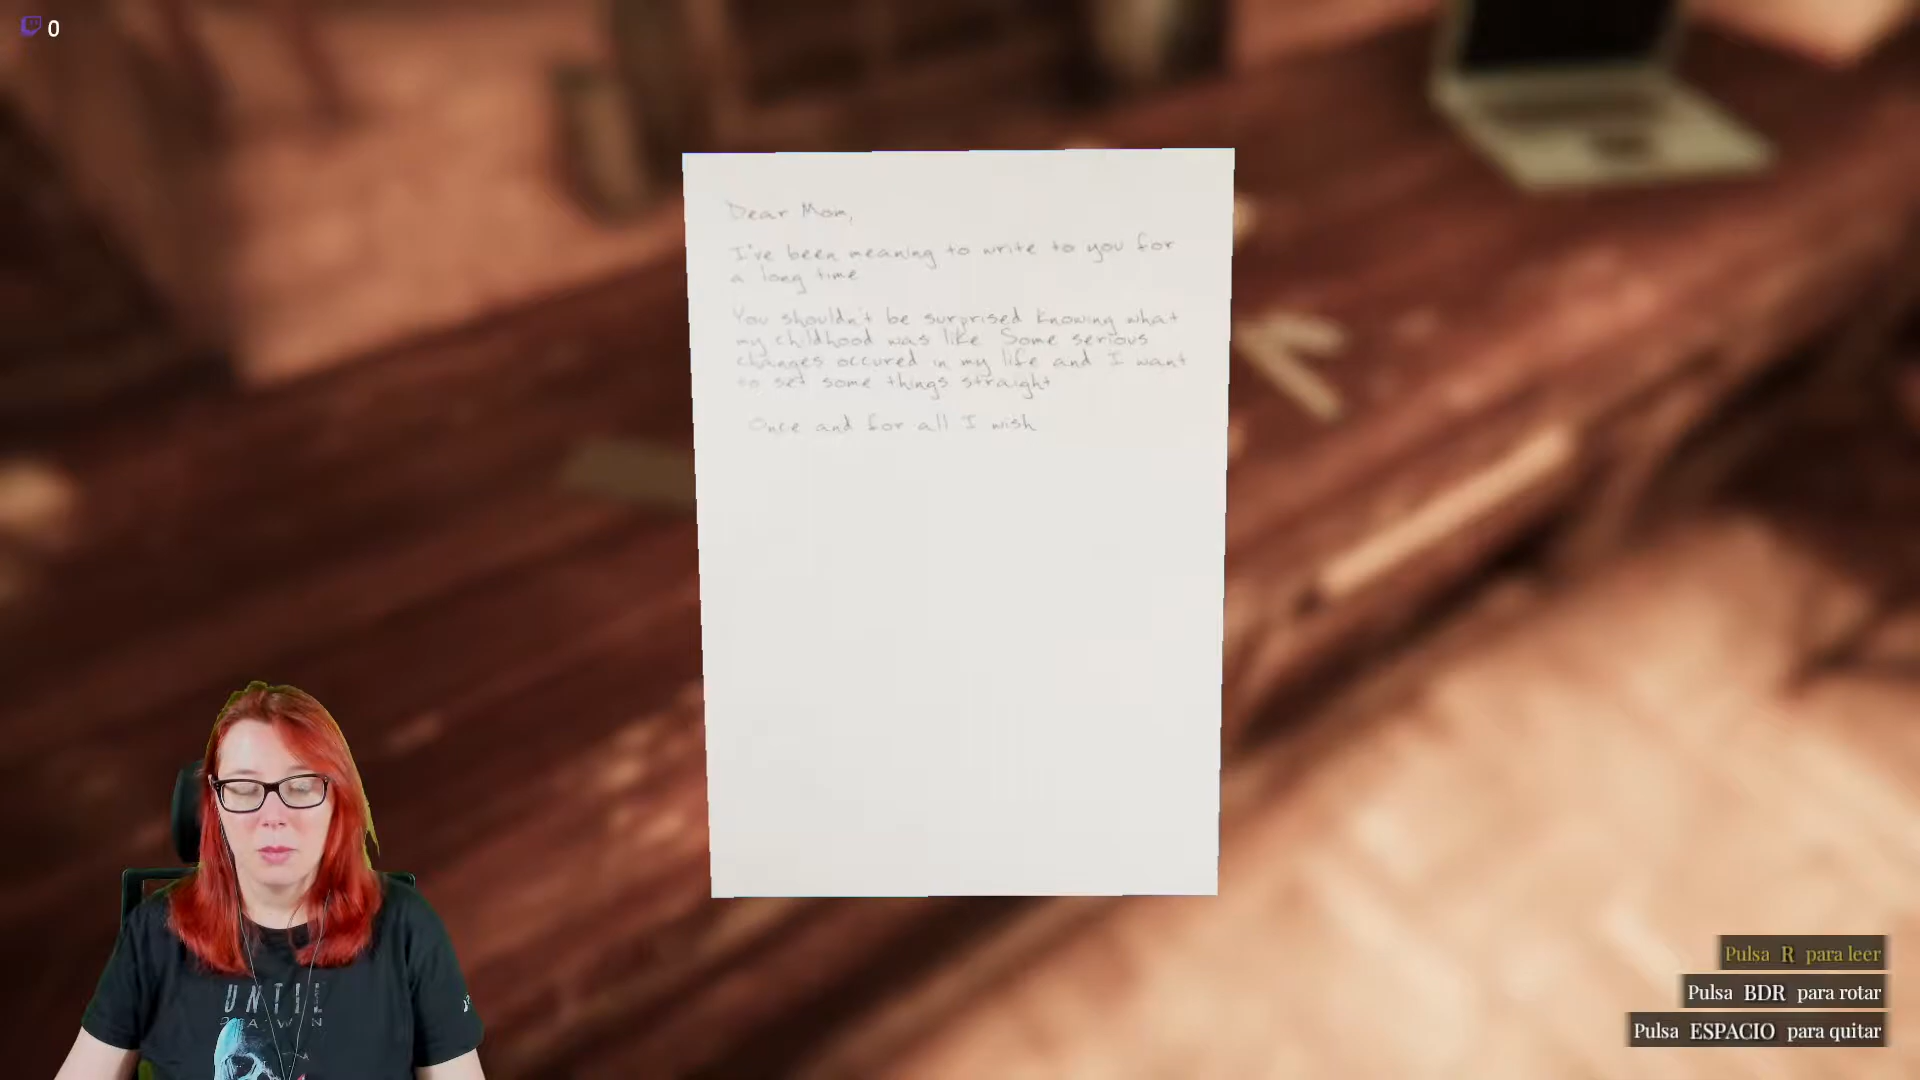 0
Dear Mom,
I've been meaning to write to you for
a long time
You shouldn't be surprised knowing what
my childhood was like Some serious
changes occured in my life and I want
to set some things straight
Once and for all I wish
UNTIL
DAWN
Pulsa R para leer
Pulsa BDR para rotar
Pulsa ESPACIO para quitar